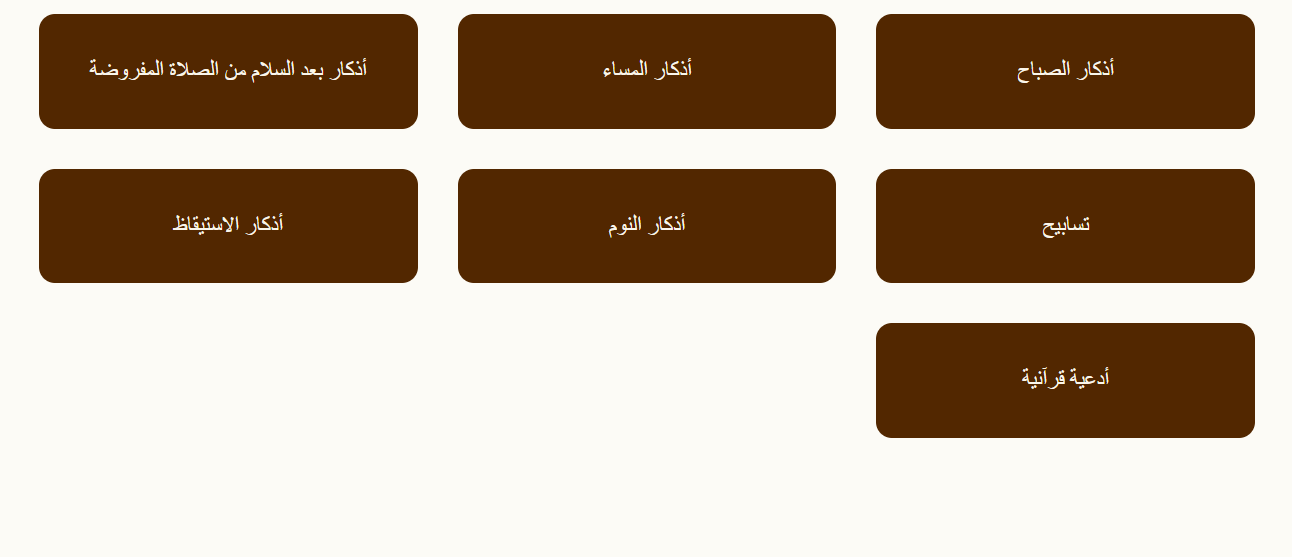 أذكار الصباح
أذكار المساء
أذكار بعد السلام من الصلاة المفروضة
تسابيح
أذكار النوم
أذكار الاستيقاظ
أدعية قرآنية